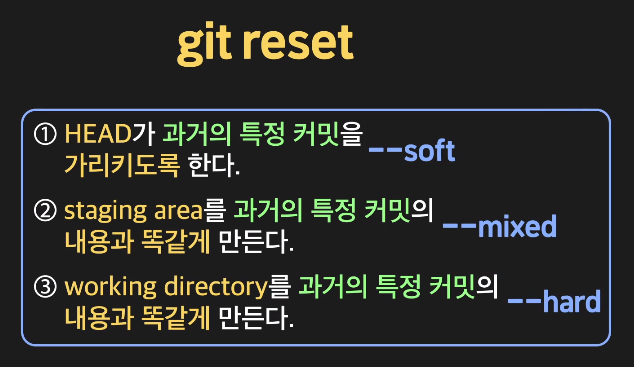 git reset
① HEAD가 과거의 특정 커밋을
가리키도록 한다.
--soft
② staging area를 과거의 특정 커밋의
내용과 똑같게 만든다.
--mixed
③ working directory를 과거의 특정 커밋의
내용과 똑같게 만든다.
--hard